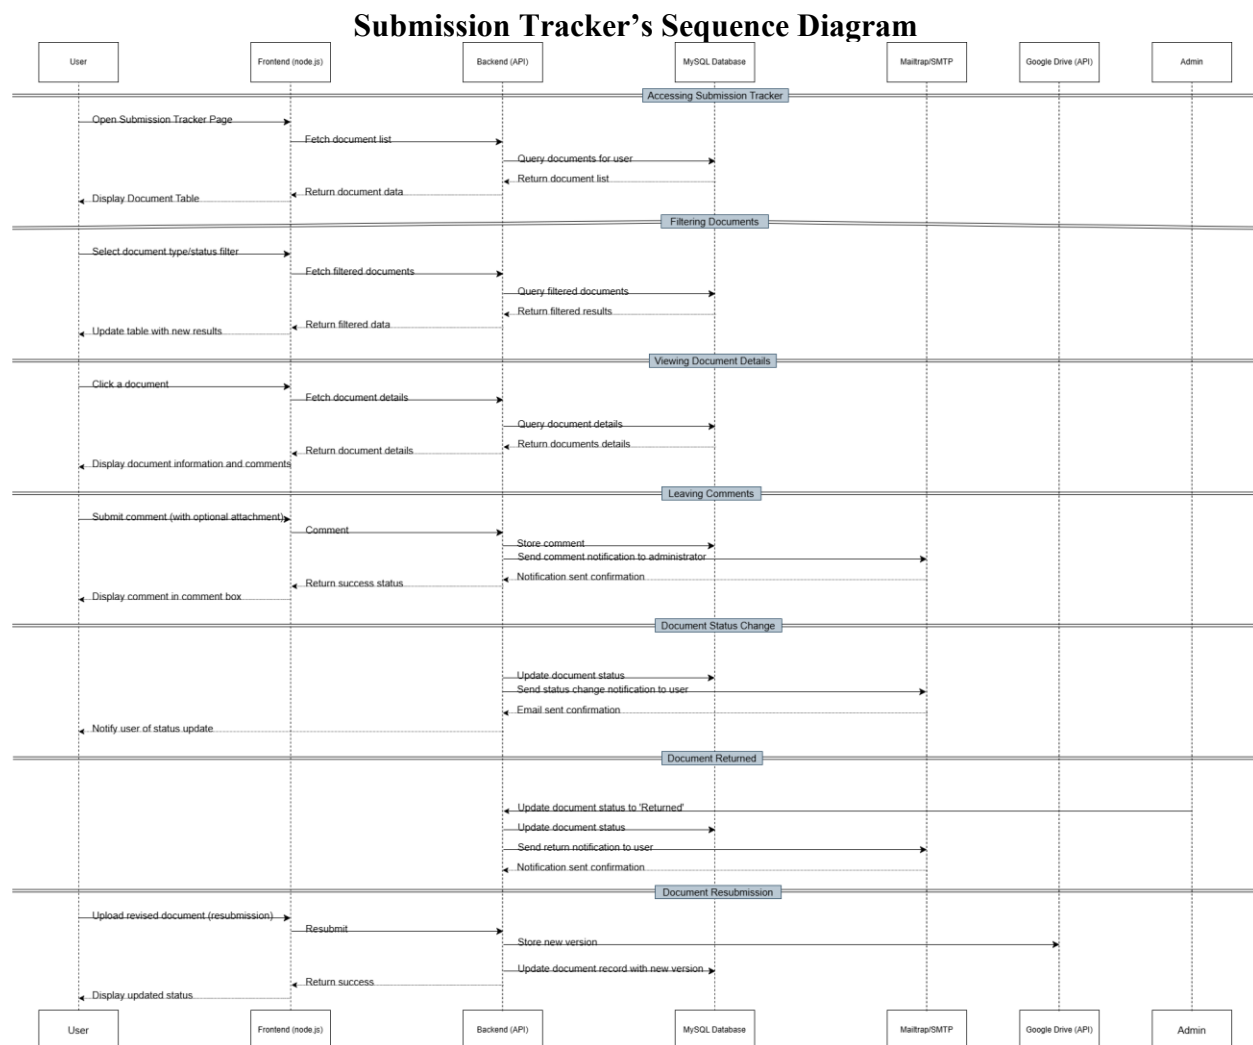 Submission Tracker’s Sequence Diagram
User
Frontend (node.js)
Backend (API)
MySQL Database
Mailtrap/SMTP
Google Drive (API)
Admin
Accessing Submission Tracker
Open Submission Tracker Page
Fetch document list
Query documents for user
Return document list
Return document data
Display Document Table
Filtering Documents
Select document type/status filter
Fetch filtered documents
Query filtered documents
Return filtered results
Return filtered data
Update table with new results
Viewing Document Details
Click a document
Fetch document details
Query document details
Return documents details
Return document details
Display document information and comments
Leaving Comments
Submit comment (with optional attachment)
Comment
Store comment
Send comment notification to administrator
Notification sent confirmation
Return success status
Display comment in comment box
Document Status Change
Update document status
Send status change notification to user
Email sent confirmation
Notify user of status update
Document Returned
Update document status to 'Returned'
Update document status
Send return notification to user
Notification sent confirmation
Document Resubmission
Upload revised document (resubmission)
Resubmit
Store new version
Update document record with new version
Return success
Display updated status
User
Frontend (node.js)
Backend (API)
MySQL Database
Mailtrap/SMTP
Google Drive (API)
Admin